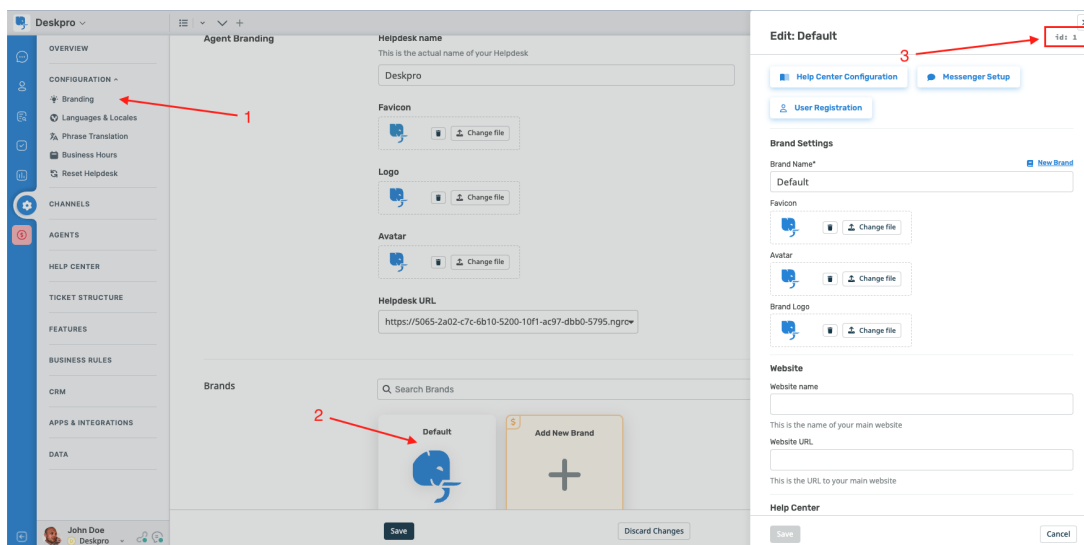 Deskpro
OVERVIEW
CONFIGURATION
Branding
Languages & Locales
Phrase Translation
Business Hours
Reset Helpdesk
CHANNELS
AGENTS
HELP CENTER
TICKET STRUCTURE
FEATURES
BUSINESS RULES
CRM
APPS & INTEGRATIONS
DATA
John Doe
Deskpro
1
Agent Branding
Helpdesk name
This is the actual name of your Helpdesk
Deskpro
Favicon
Change file
Logo
Change file
Avatar
Change file
Helpdesk URL
https://5065-2a02-c7c-6b10-5200-10f1-ac97-dbb0-5795.ngro
Brands
Search Brands
2
Default
$
Add New Brand
Save
Discard Changes
Edit: Default
3
id: 1
Help Center Configuration
Messenger Setup
User Registration
Brand Settings
Brand Name*
New Brand
Default
Favicon
Change file
Avatar
Change file
Brand Logo
Change file
Website
Website name
This is the name of your main website
Website URL
This is the URL to your main website
Help Center
Save
Cancel